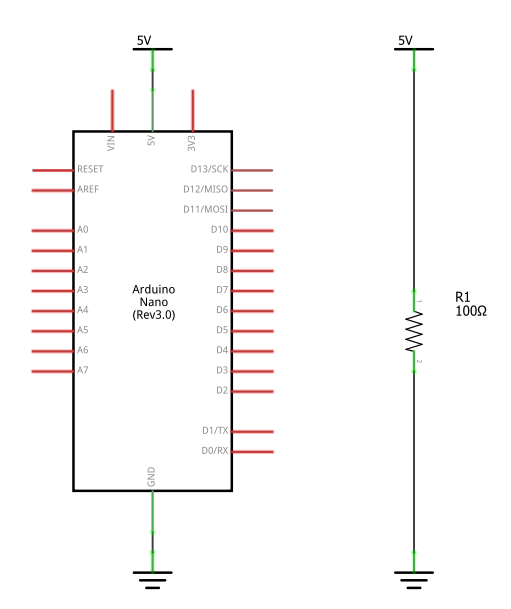 5V
5V
VIN
5V
3V3
RESET
D13/SCK
AREF
D12/MISO
D11/MOSI
A0
D10
A1
D9
A2
D8
A3
D7
A4
D6
A5
D5
A6
D4
A7
D3
D2
D1/TX
D0/RX
Arduino
Nano
(Rev3.0)
GND
1
R1
100Ω
2